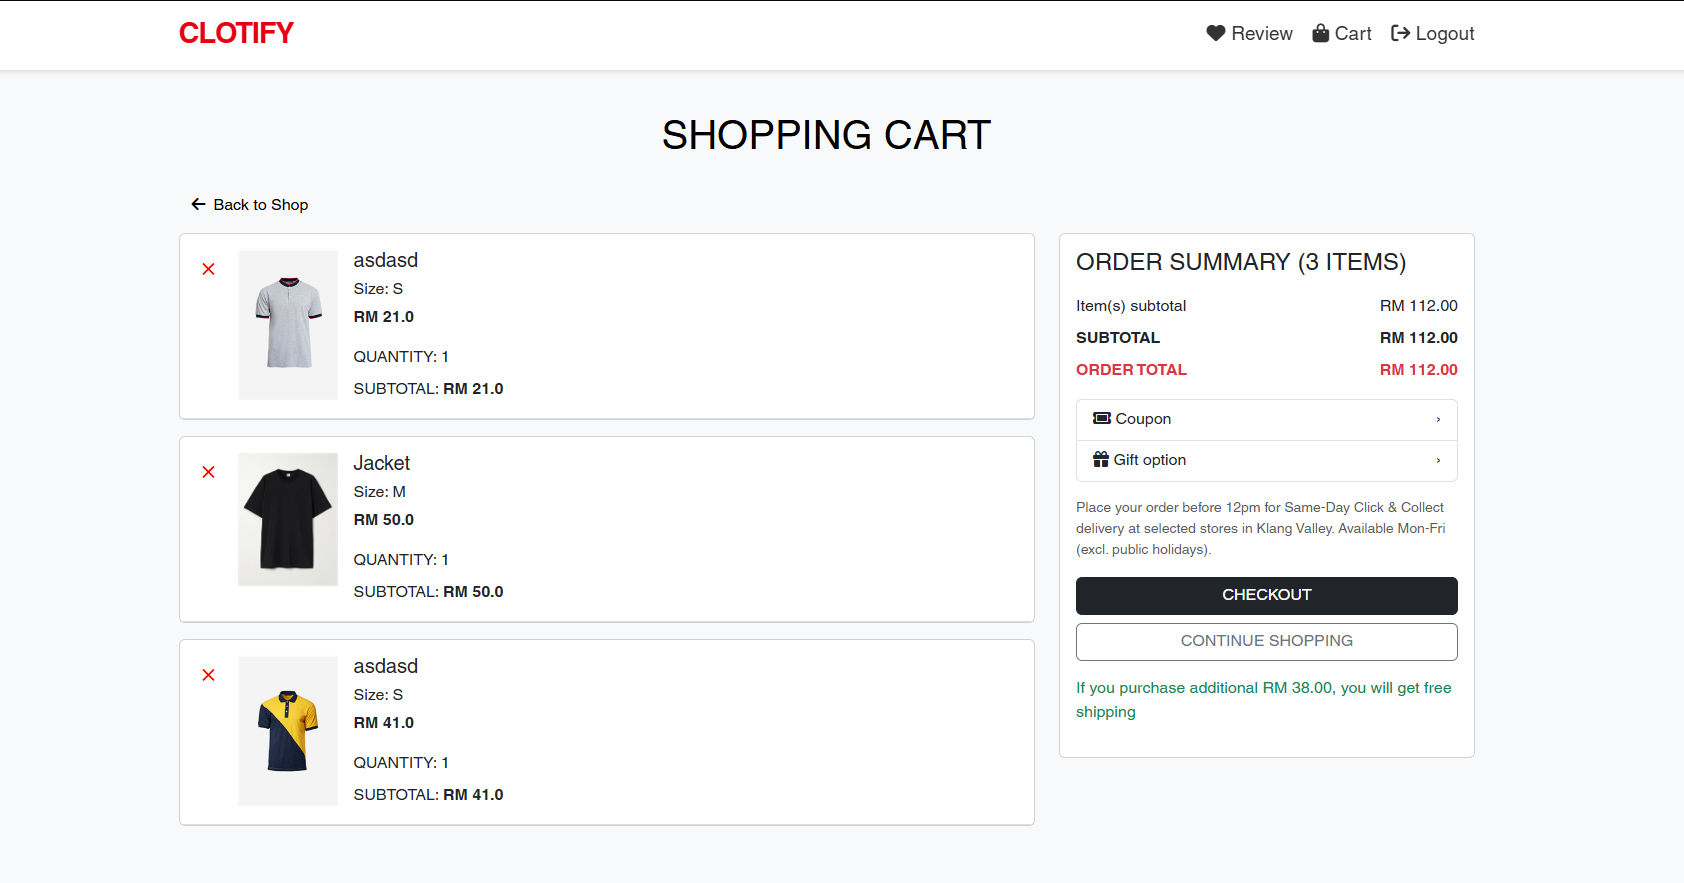 CLOTIFY
Review
Cart
Logout
SHOPPING CART
Back to Shop
asdasd
Size: S
RM 21.0
QUANTITY: 1
SUBTOTAL: RM 21.0
Jacket
Size: M
RM 50.0
QUANTITY: 1
SUBTOTAL: RM 50.0
asdasd
Size: S
RM 41.0
QUANTITY: 1
SUBTOTAL: RM 41.0
ORDER SUMMARY (3 ITEMS)
Item(s) subtotal RM 112.00
SUBTOTAL RM 112.00
ORDER TOTAL RM 112.00
Coupon ›
Gift option ›
Place your order before 12pm for Same-Day Click & Collect
delivery at selected stores in Klang Valley. Available Mon-Fri
(excl. public holidays).
CHECKOUT
CONTINUE SHOPPING
If you purchase additional RM 38.00, you will get free
shipping